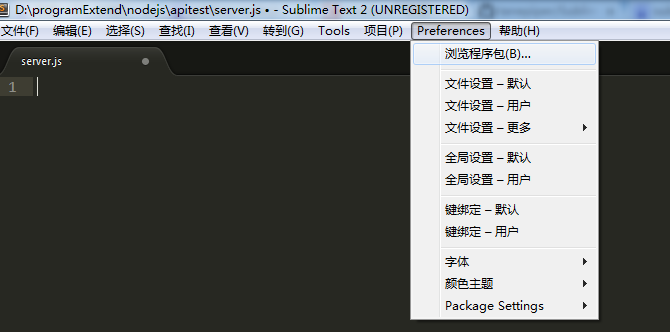 D:\programExtend\nodejs\apitest\server.js • - Sublime Text 2 (UNREGISTERED)
文件(F) 编辑(E) 选择(S) 查找(I) 查看(V) 转到(G) Tools 项目(P) Preferences 帮助(H)
server.js
1
浏览程序包(B)...
文件设置 – 默认
文件设置 – 用户
文件设置 – 更多
全局设置 – 默认
全局设置 – 用户
键绑定 – 默认
键绑定 – 用户
字体
颜色主题
Package Settings